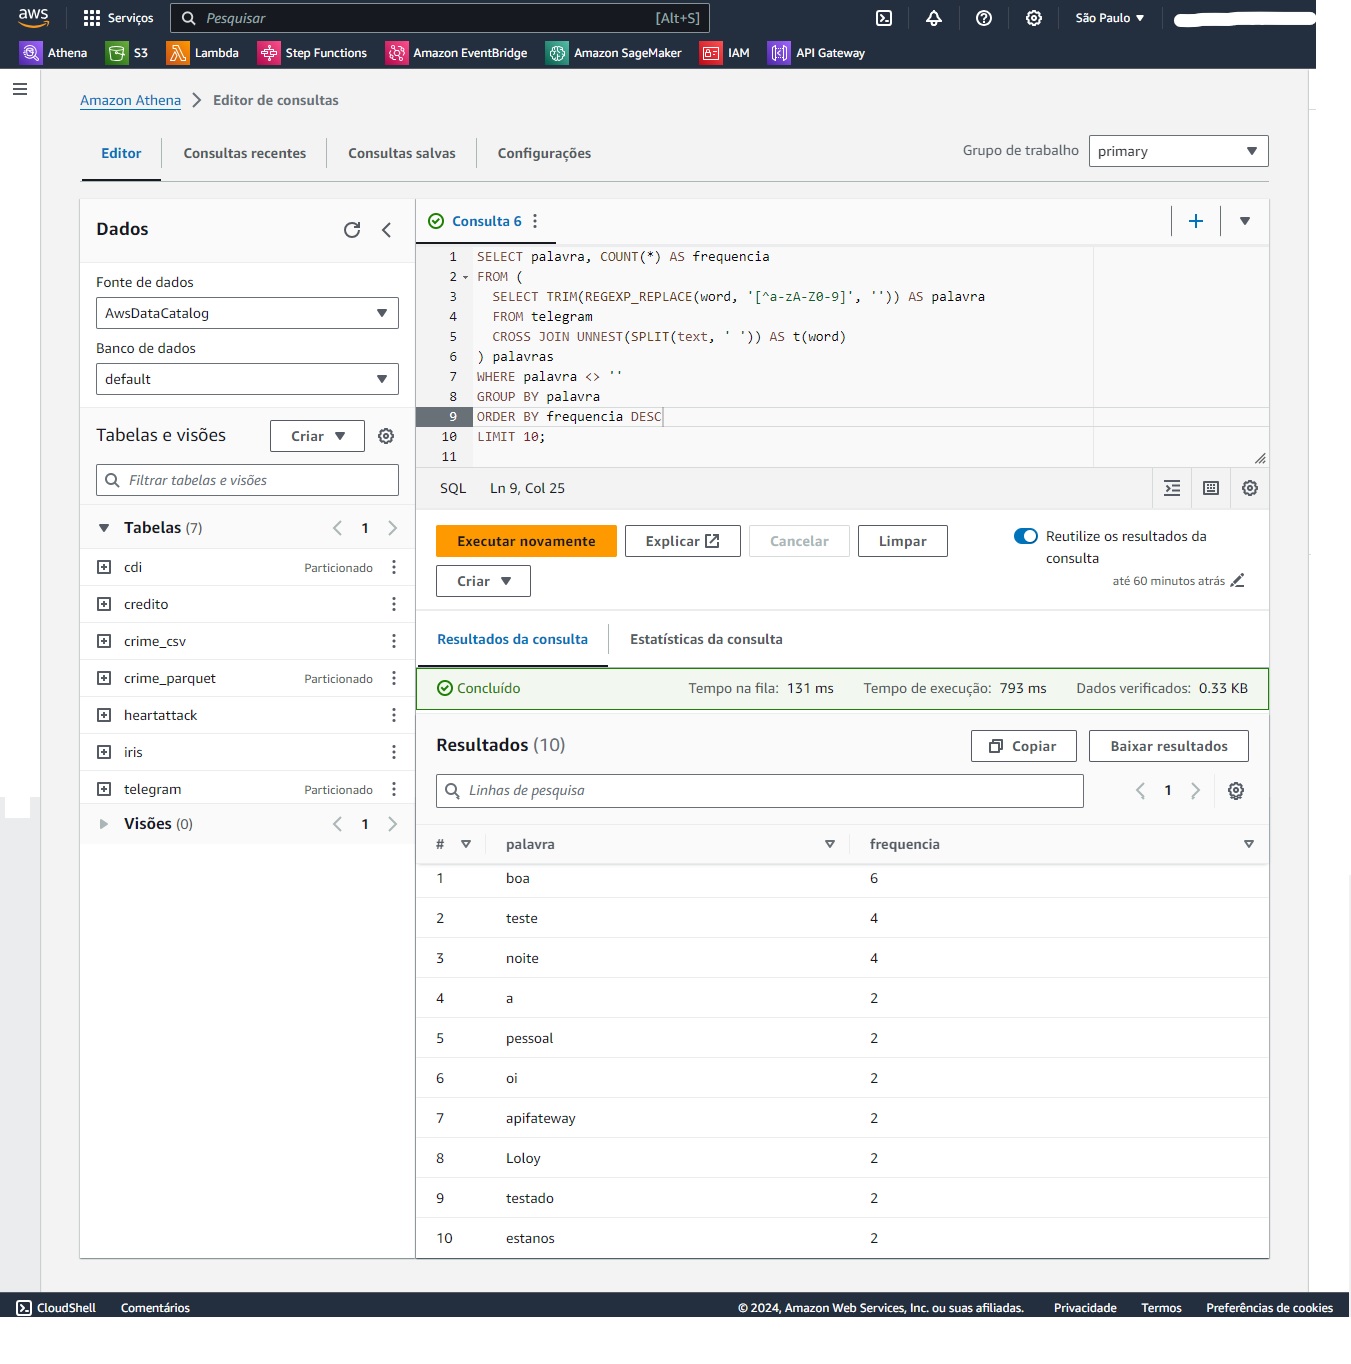 aws Serviços Pesquisar [Alt+S] São Paulo
Athena S3 Lambda Step Functions Amazon EventBridge Amazon SageMaker IAM API Gateway
Amazon Athena > Editor de consultas
Editor Consultas recentes Consultas salvas Configurações Grupo de trabalho primary
Dados
Fonte de dados
AwsDataCatalog
Banco de dados
default
Tabelas e visões Criar
Filtrar tabelas e visões
Tabelas (7) 1
cdi Particionado
credito
crime_csv
crime_parquet Particionado
heartattack
iris
telegram Particionado
Visões (0) 1
Consulta 6
1 SELECT palavra, COUNT(*) AS frequencia
2 FROM (
3 SELECT TRIM(REGEXP_REPLACE(word, '[^a-zA-Z0-9]', '')) AS palavra
4 FROM telegram
5 CROSS JOIN UNNEST(SPLIT(text, ' ')) AS t(word)
6 ) palavras
7 WHERE palavra <> ''
8 GROUP BY palavra
9 ORDER BY frequencia DESC
10 LIMIT 10;
11
SQL Ln 9, Col 25
Executar novamente Explicar Cancelar Limpar
Criar
Reutilize os resultados da
consulta
até 60 minutos atrás
Resultados da consulta Estatísticas da consulta
Concluído Tempo na fila: 131 ms Tempo de execução: 793 ms Dados verificados: 0.33 KB
Resultados (10) Copiar Baixar resultados
Linhas de pesquisa 1
# palavra frequencia
1 boa 6
2 teste 4
3 noite 4
4 a 2
5 pessoal 2
6 oi 2
7 apifateway 2
8 Loloy 2
9 testado 2
10 estanos 2
CloudShell Comentários © 2024, Amazon Web Services, Inc. ou suas afiliadas. Privacidade Termos Preferências de cookies